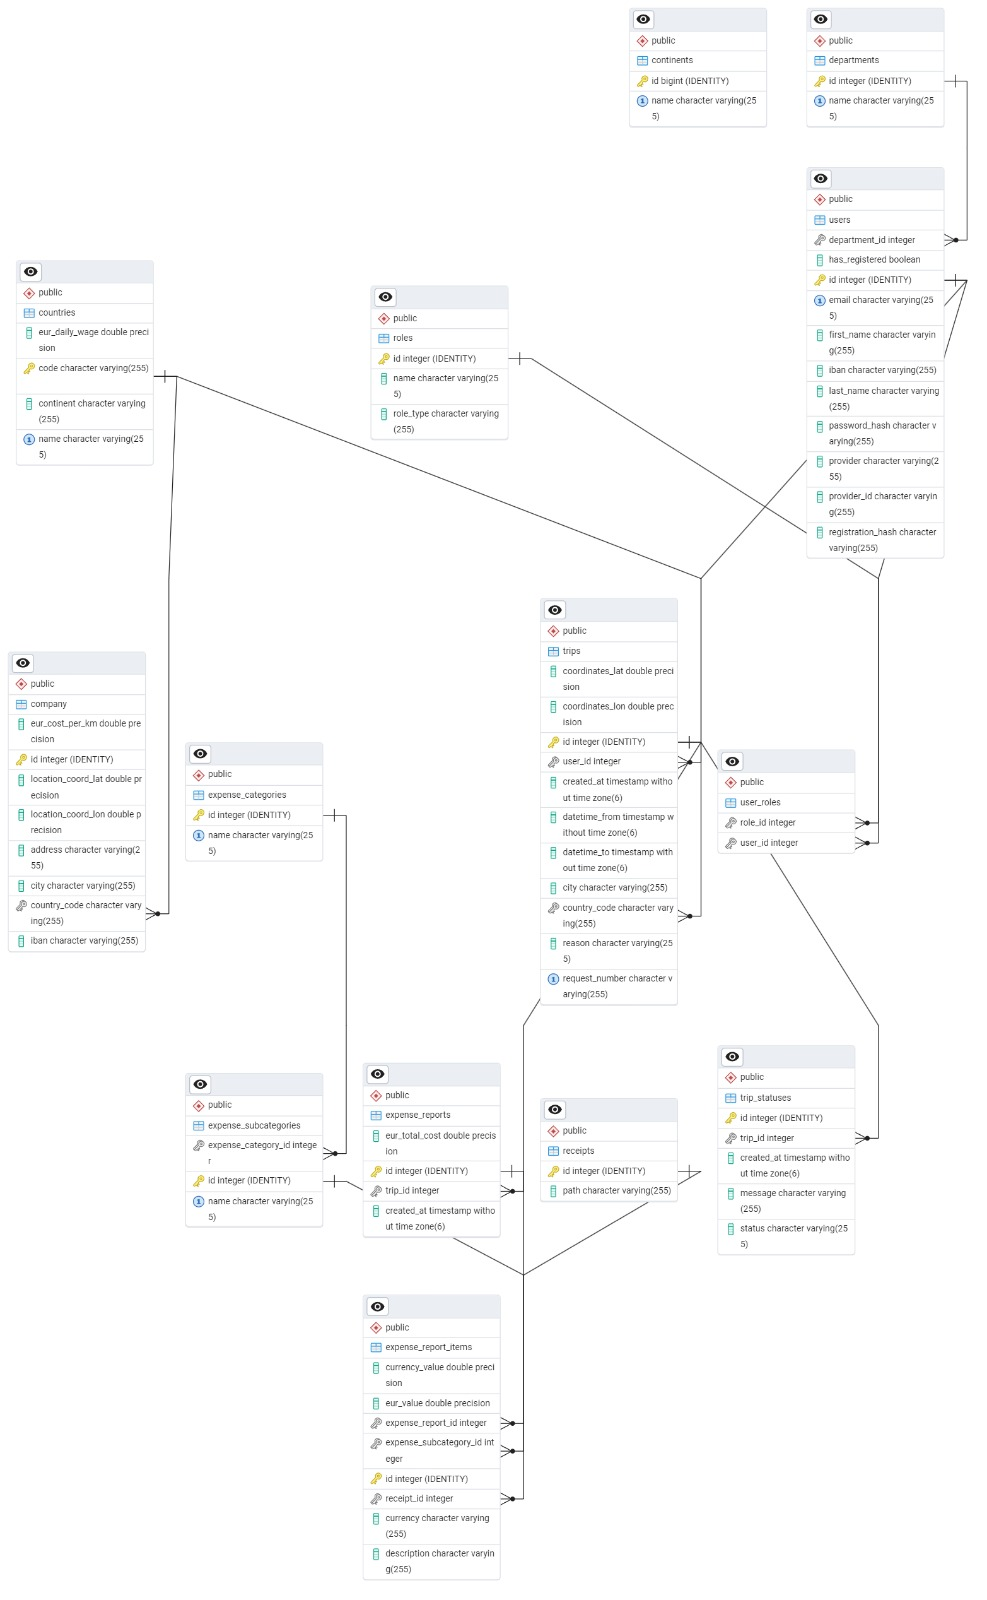 public
continents
id bigint (IDENTITY)
name character varying(25
5)
public
departments
id integer (IDENTITY)
name character varying(25
5)
public
users
department_id integer
has_registered boolean
id integer (IDENTITY)
email character varying(25
5)
first_name character varyin
g(255)
iban character varying(255)
last_name character varying
(255)
password_hash character v
arying(255)
provider character varying(2
55)
provider_id character varyin
g(255)
registration_hash character
varying(255)
public
countries
eur_daily_wage double preci
sion
code character varying(255)
continent character varying
(255)
name character varying(25
5)
public
roles
id integer (IDENTITY)
name character varying(25
5)
role_type character varying
(255)
public
trips
coordinates_lat double preci
sion
coordinates_lon double prec
ision
id integer (IDENTITY)
user_id integer
created_at timestamp witho
ut time zone(6)
datetime_from timestamp w
ithout time zone(6)
datetime_to timestamp with
out time zone(6)
city character varying(255)
country_code character vary
ing(255)
reason character varying(25
5)
request_number character v
arying(255)
public
company
eur_cost_per_km double pre
cision
id integer (IDENTITY)
location_coord_lat double pr
ecision
location_coord_lon double p
recision
address character varying(2
55)
city character varying(255)
country_code character vary
ing(255)
iban character varying(255)
public
expense_categories
id integer (IDENTITY)
name character varying(25
5)
public
user_roles
role_id integer
user_id integer
public
expense_subcategories
expense_category_id intege
r
id integer (IDENTITY)
name character varying(25
5)
public
expense_reports
eur_total_cost double precis
ion
id integer (IDENTITY)
trip_id integer
created_at timestamp witho
ut time zone(6)
public
receipts
id integer (IDENTITY)
path character varying(255)
public
trip_statuses
id integer (IDENTITY)
trip_id integer
created_at timestamp witho
ut time zone(6)
message character varying
(255)
status character varying(25
5)
public
expense_report_items
currency_value double preci
sion
eur_value double precision
expense_report_id integer
expense_subcategory_id int
eger
id integer (IDENTITY)
receipt_id integer
currency character varying
(255)
description character varyin
g(255)